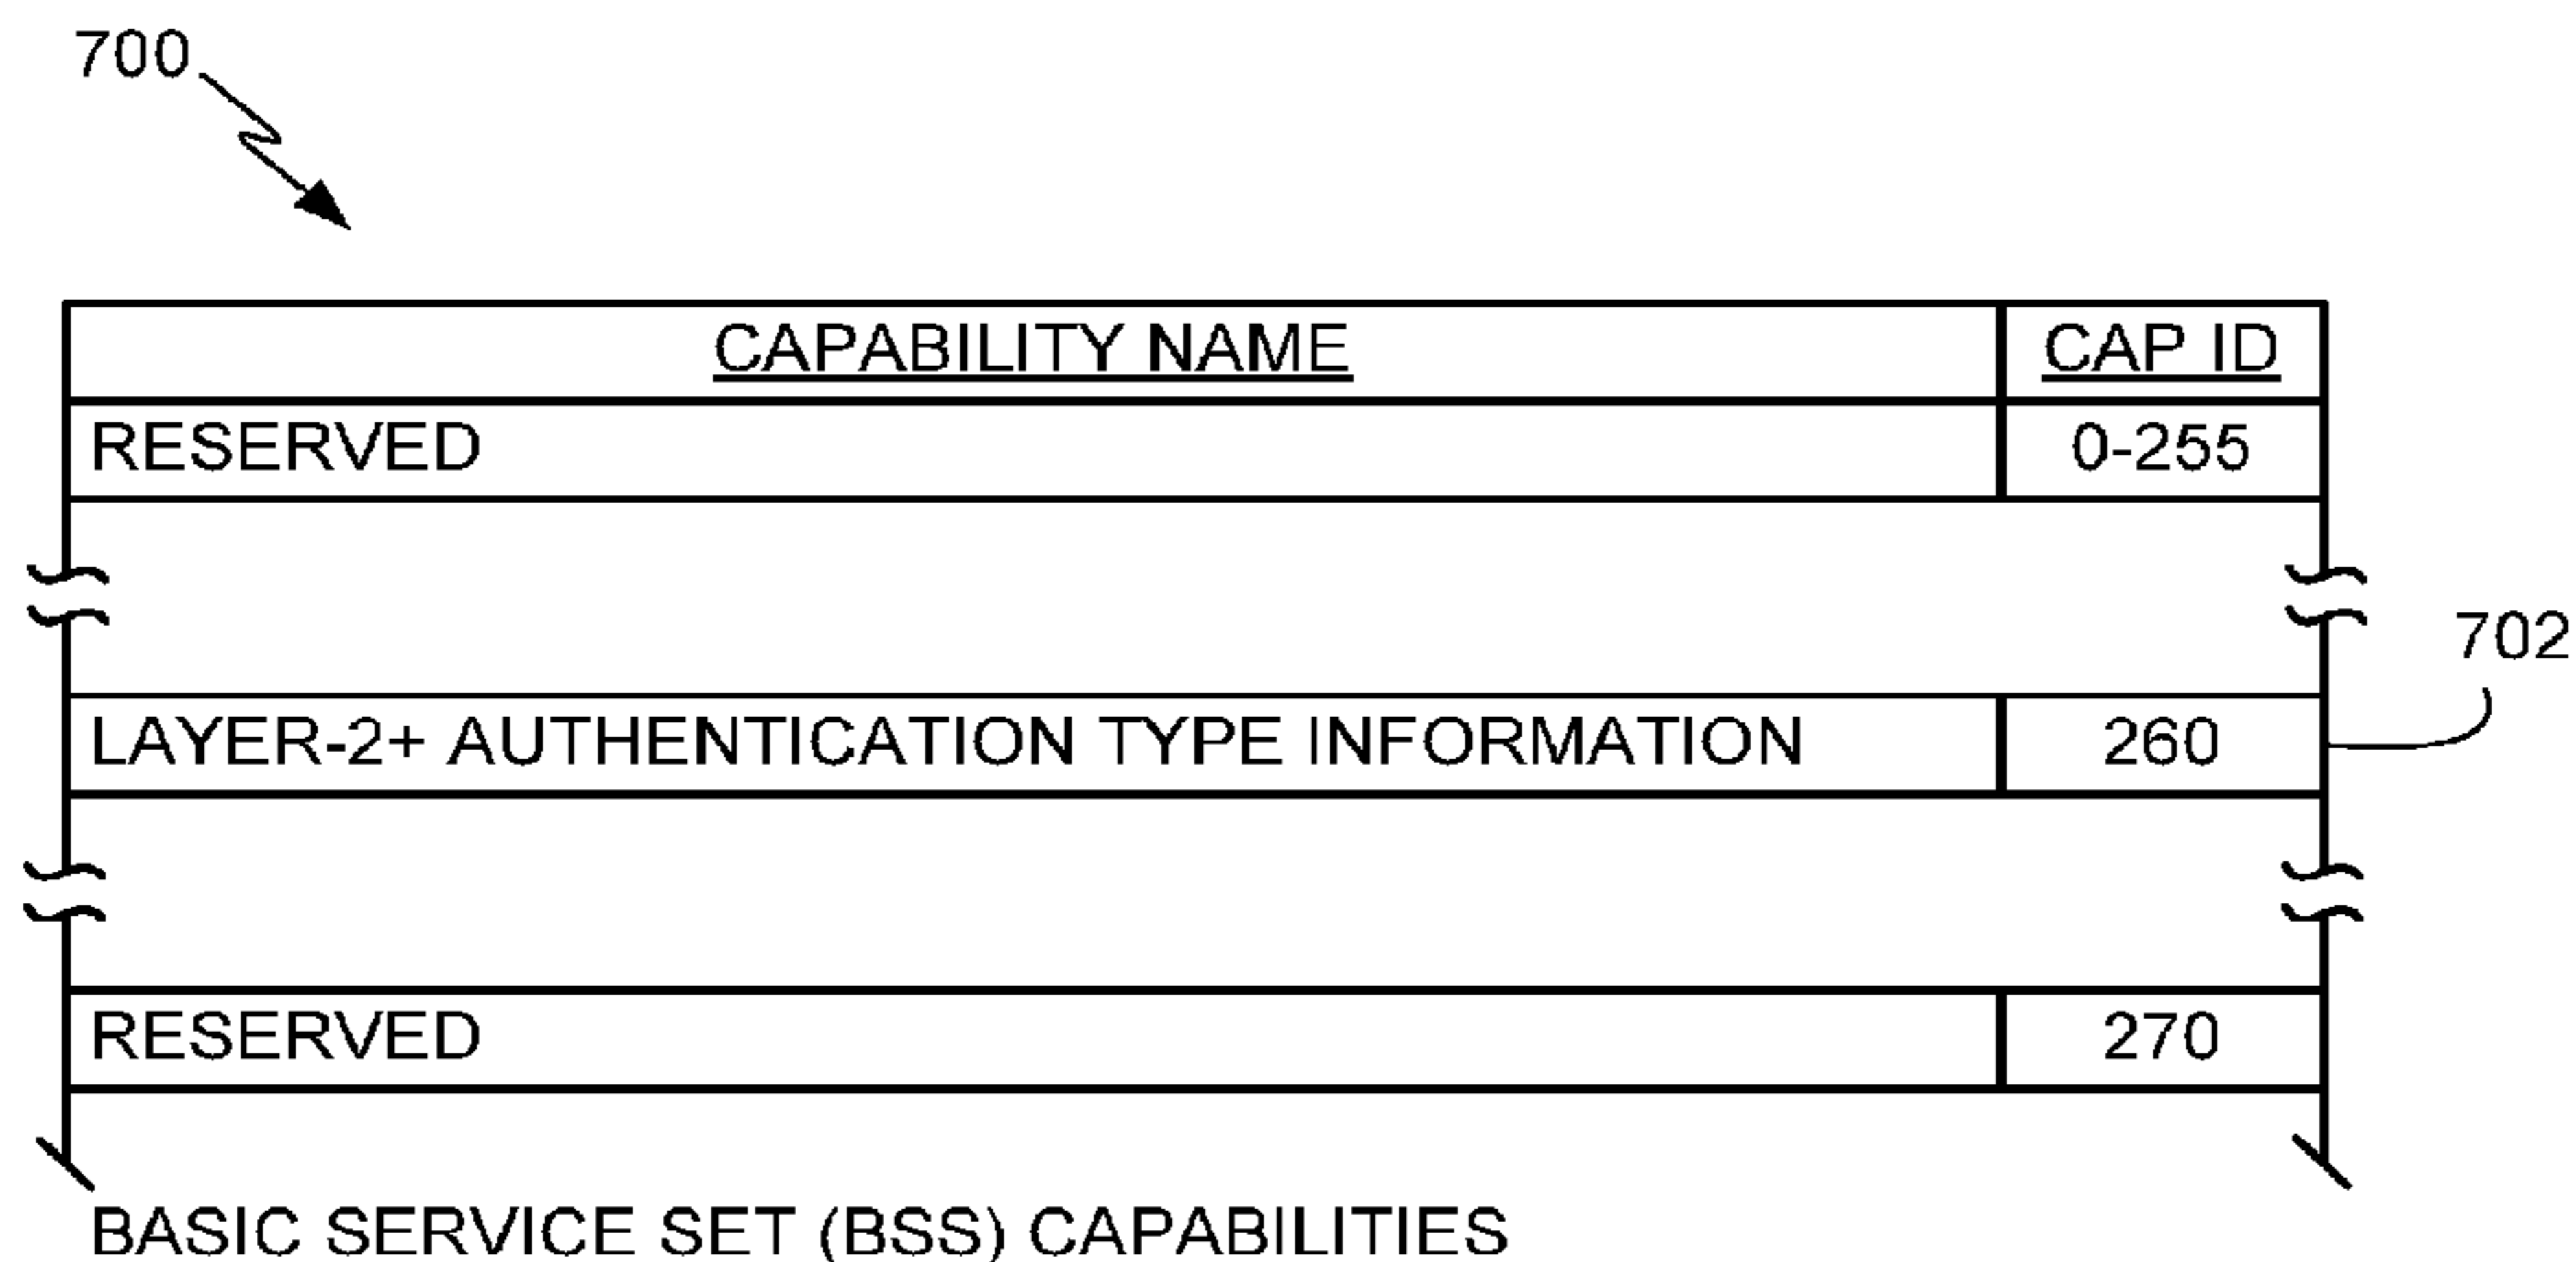 700
CAPABILITY NAME CAP ID
RESERVED 0-255
702
LAYER-2+ AUTHENTICATION TYPE INFORMATION 260
RESERVED 270
BASIC SERVICE SET (BSS) CAPABILITIES